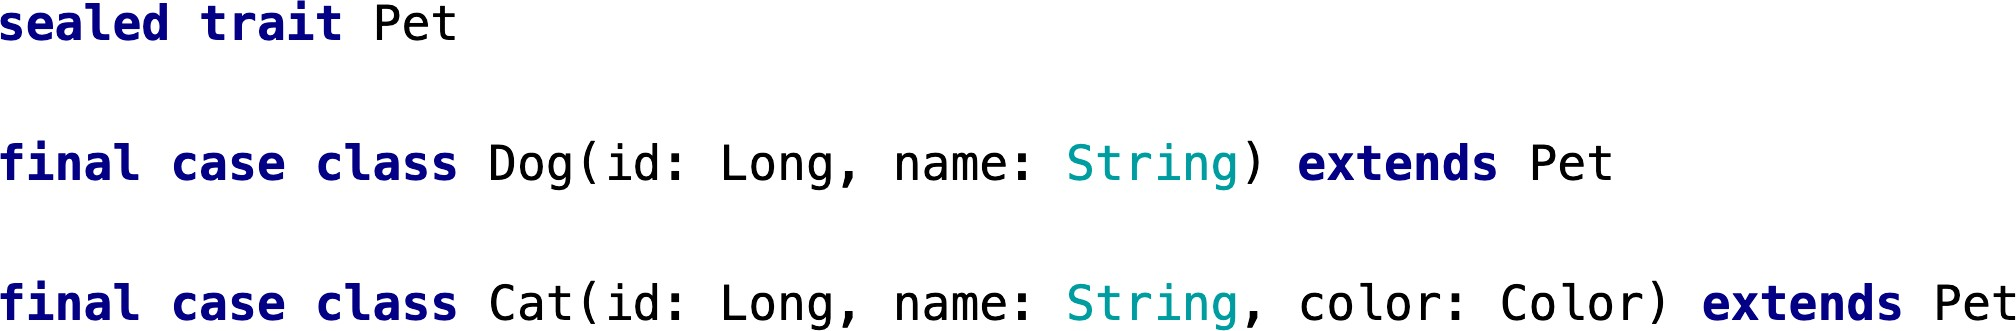 sealed trait Pet
final case class Dog(id: Long, name: String) extends Pet
final case class Cat(id: Long, name: String, color: Color) extends Pet